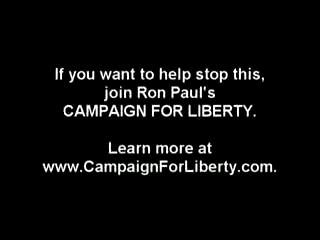 If you want to help stop this,
join Ron Paul's
CAMPAIGN FOR LIBERTY.
Learn more at
www.CampaignForLiberty.com.